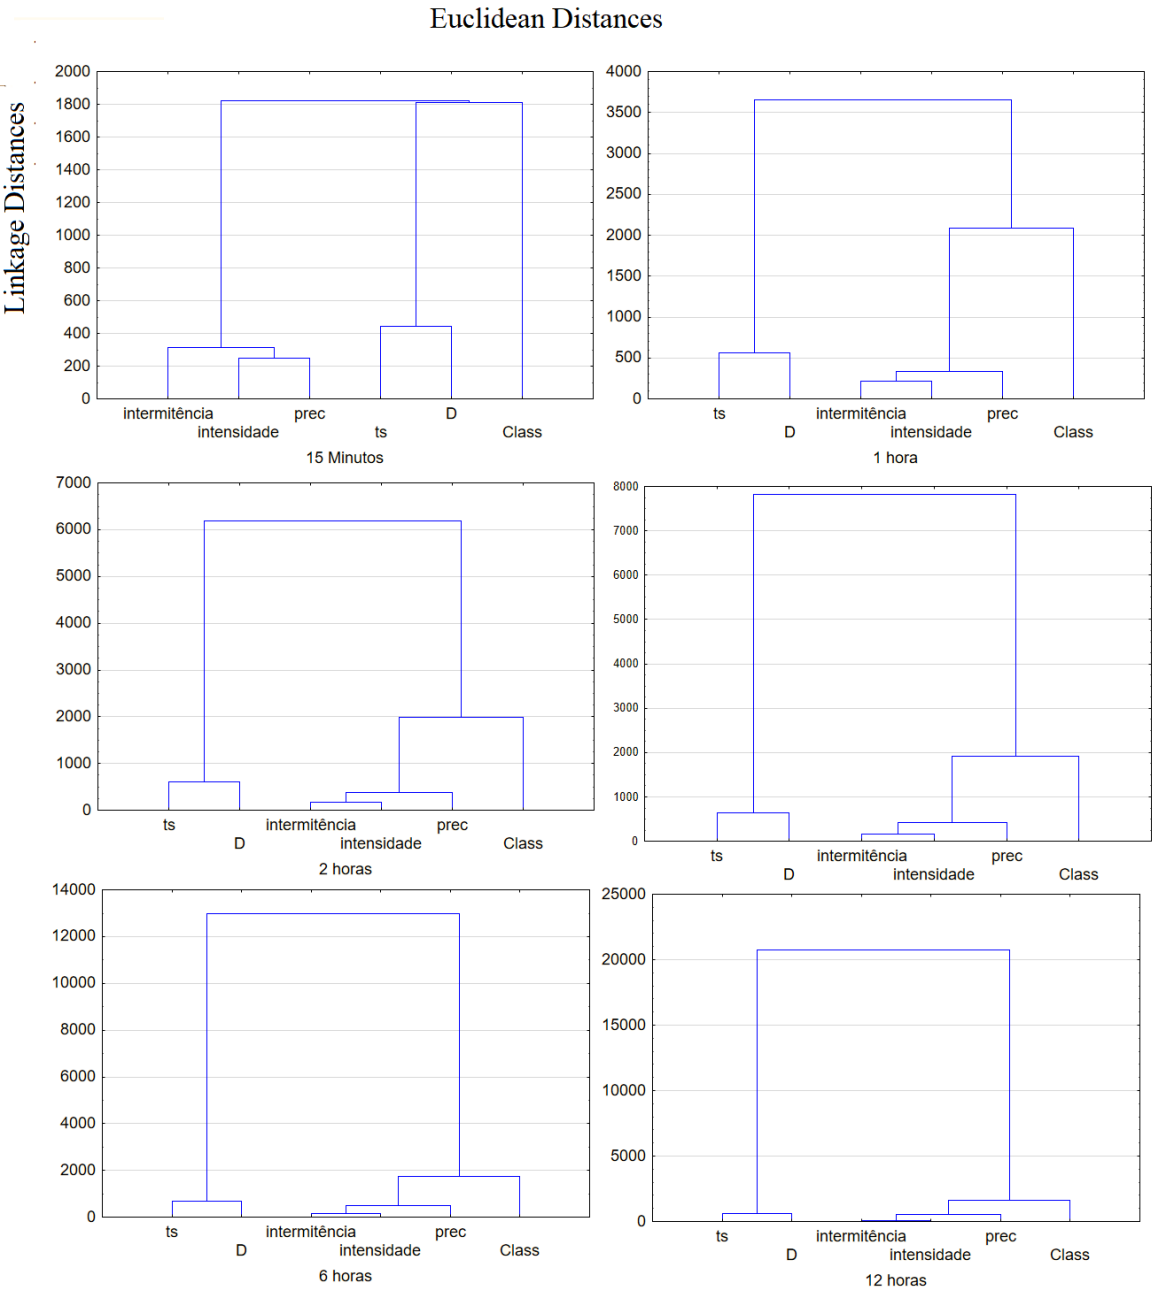 Euclidean Distances
Linkage Distances
2000
1800
1600
1400
1200
1000
800
600
400
200
0
intermitência prec D
intensidade ts Class
15 Minutos
4000
3500
3000
2500
2000
1500
1000
500
0
ts intermitência prec
D intensidade Class
1 hora
7000
6000
5000
4000
3000
2000
1000
0
ts intermitência prec
D intensidade Class
2 horas
8000
7000
6000
5000
4000
3000
2000
1000
0
ts intermitência prec
D intensidade Class
14000
12000
10000
8000
6000
4000
2000
0
ts intermitência prec
D intensidade Class
6 horas
25000
20000
15000
10000
5000
0
ts intermitência prec
D intensidade Class
12 horas